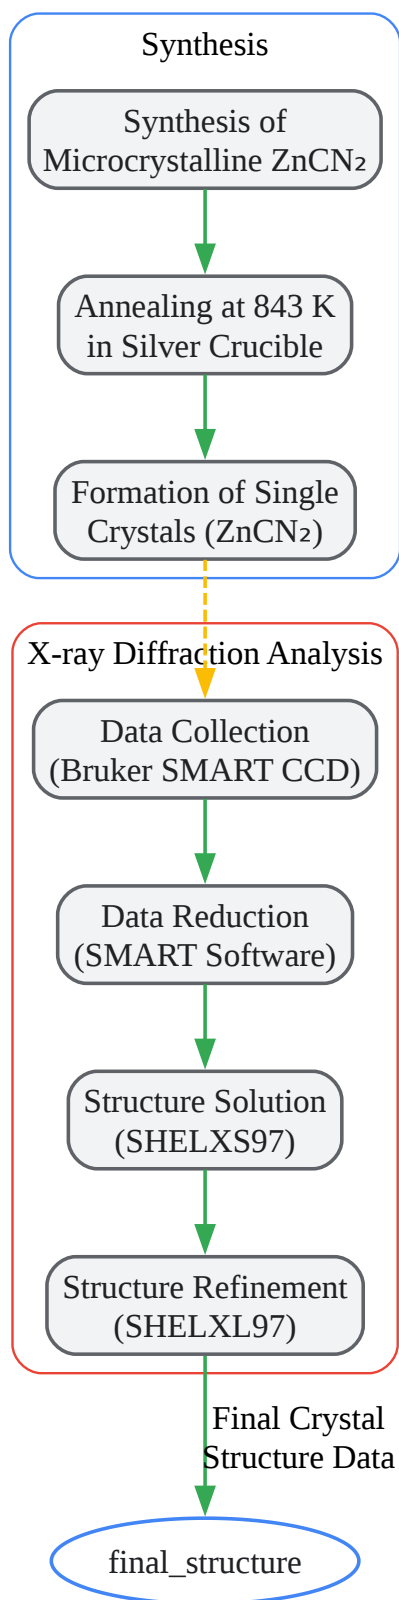 Synthesis
Synthesis of
Microcrystalline ZnCN₂
Annealing at 843 K
in Silver Crucible
Formation of Single
Crystals (ZnCN₂)
X-ray Diffraction Analysis
Data Collection
(Bruker SMART CCD)
Data Reduction
(SMART Software)
Structure Solution
(SHELXS97)
Structure Refinement
(SHELXL97)
Final Crystal
Structure Data
final_structure